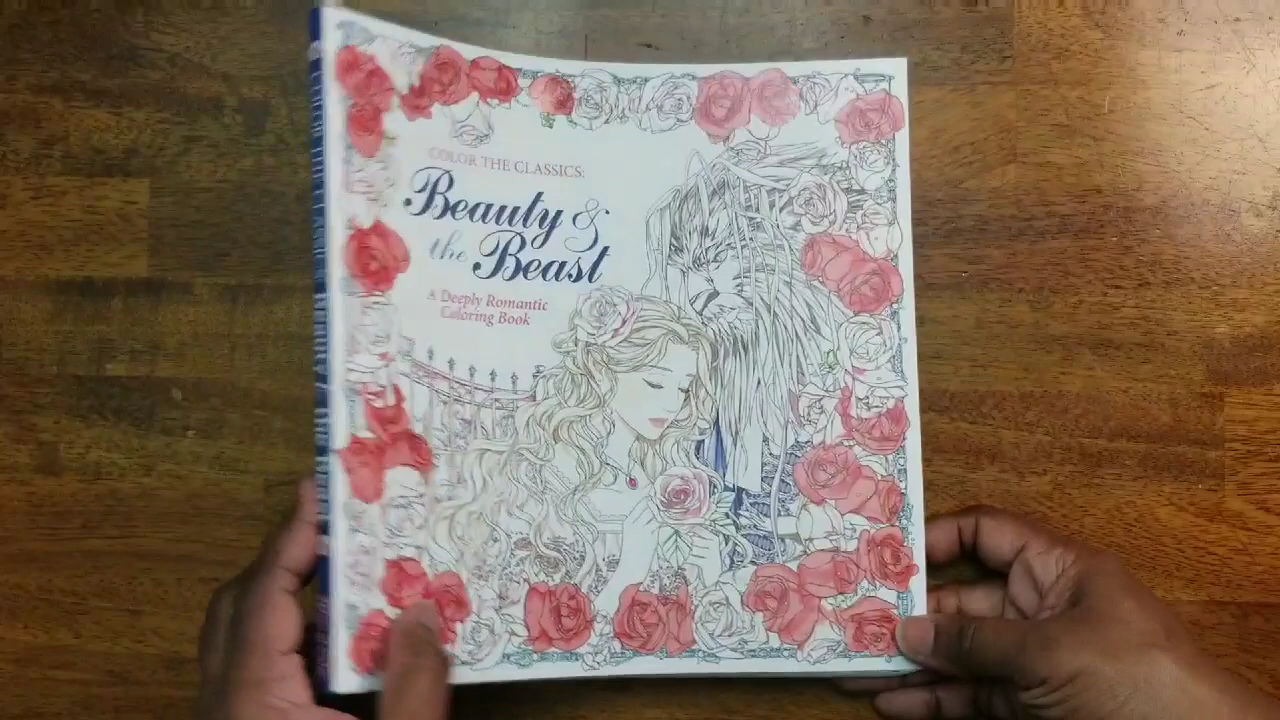 COLOR THE CLASSICS:
Beauty &
the Beast
A Deeply Romantic
Coloring Book